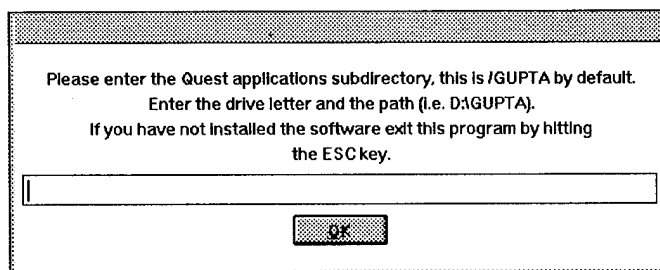 Please enter the Quest applications subdirectory, this is /GUPTA by default.
Enter the drive letter and the path (i.e. D:\GUPTA).
If you have not installed the software exit this program by hitting
the ESC key.
OK